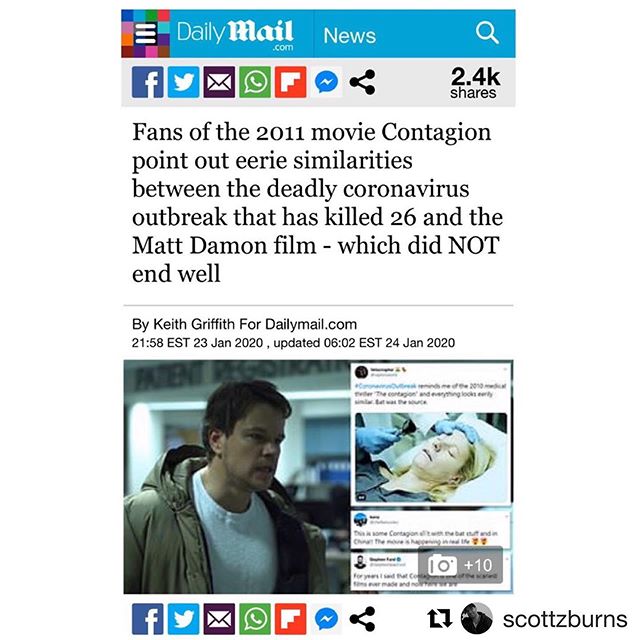 Daily Mail
.com
News
2.4k
shares
Fans of the 2011 movie Contagion
point out eerie similarities
between the deadly coronavirus
outbreak that has killed 26 and the
Matt Damon film - which did NOT
end well
By Keith Griffith For Dailymail.com
21:58 EST 23 Jan 2020 , updated 06:02 EST 24 Jan 2020
PATIENT REGISTRATION
#CoronavirusOutbreak reminds me of the 2010 medical
thriller "The contagion" and everything looks eerily
similar. Bat was the source.
This is some Contagion s with the bat stuff and in
China!! The movie is happening in real life
Stephen Ford
For years I said that Contagion is one of the scariest
films ever made and now here we are
+10
scottzburns